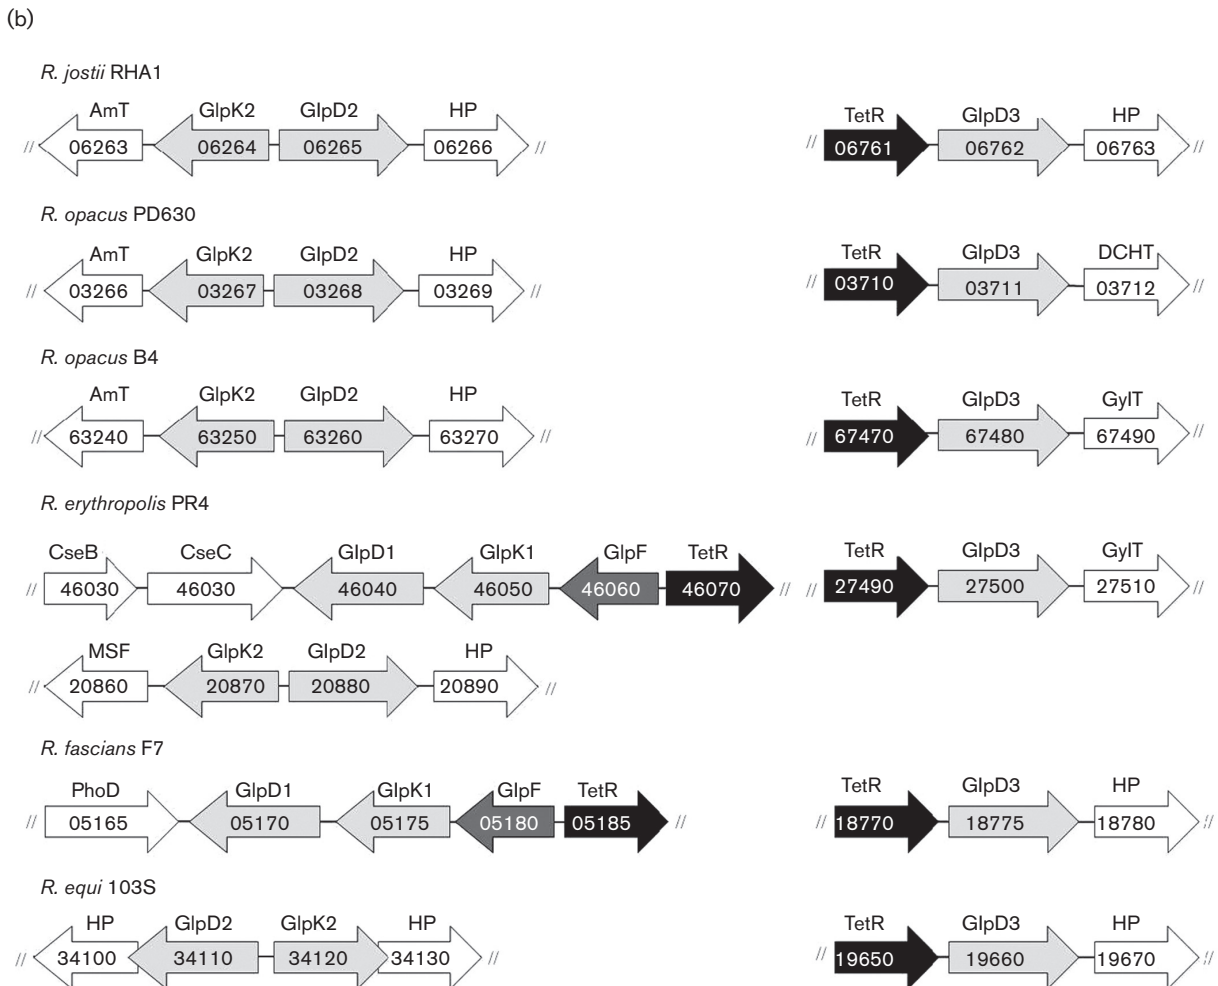 (b)
R. jostii RHA1
AmT GlpK2 GlpD2 HP TetR GlpD3 HP
// 06263 06264 06265 06266 // // 06761 06762 06763 //
R. opacus PD630
AmT GlpK2 GlpD2 HP TetR GlpD3 DCHT
// 03266 03267 03268 03269 // // 03710 03711 03712 //
R. opacus B4
AmT GlpK2 GlpD2 HP TetR GlpD3 GylT
// 63240 63250 63260 63270 // // 67470 67480 67490 //
R. erythropolis PR4
CseB CseC GlpD1 GlpK1 GlpF TetR TetR GlpD3 GylT
// 46030 46030 46040 46050 46060 46070 // // 27490 27500 27510 //
MSF GlpK2 GlpD2 HP
// 20860 20870 20880 20890 //
R. fascians F7
PhoD GlpD1 GlpK1 GlpF TetR TetR GlpD3 HP
// 05165 05170 05175 05180 05185 // // 18770 18775 18780 //
R. equi 103S
HP GlpD2 GlpK2 HP TetR GlpD3 HP
// 34100 34110 34120 34130 // // 19650 19660 19670 //